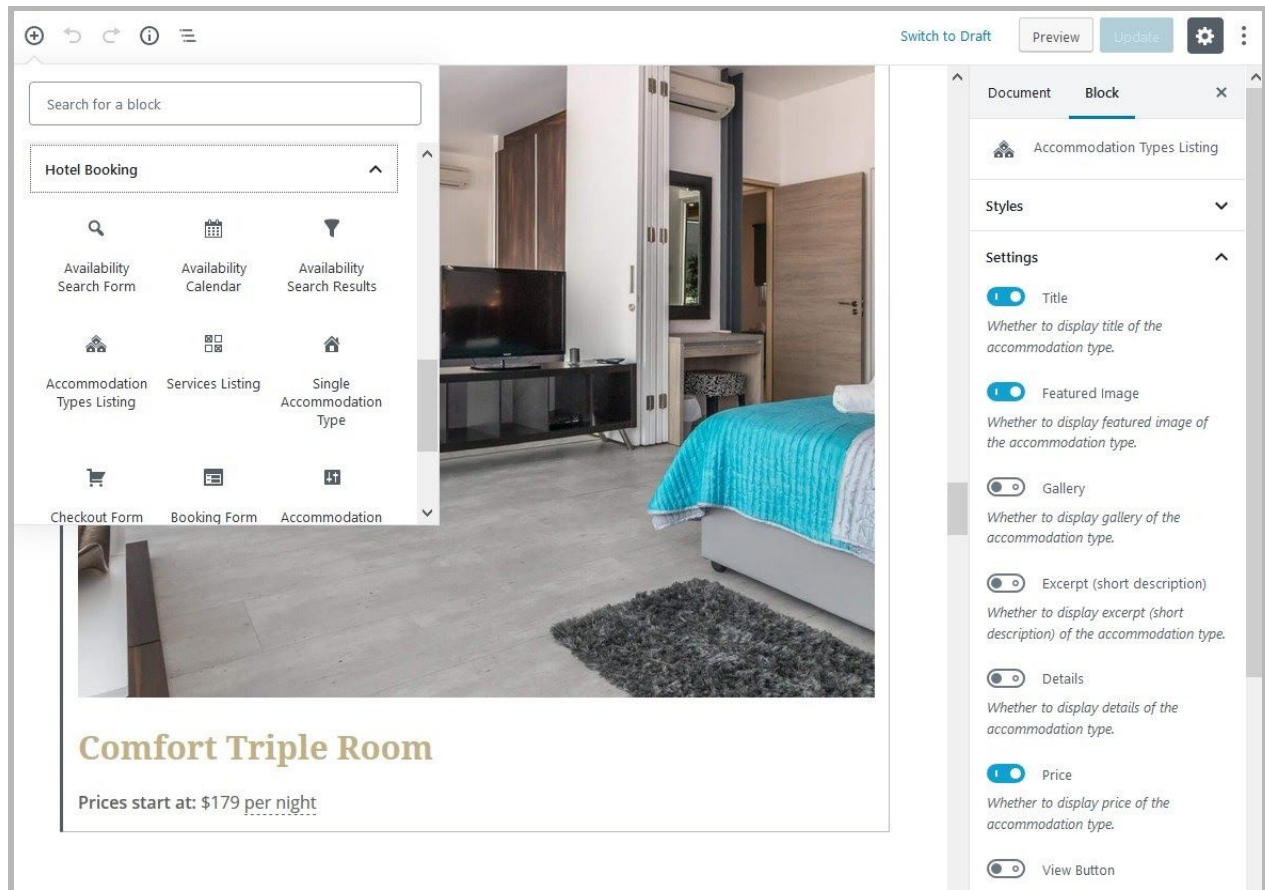 Switch to Draft
Preview
Update
Search for a block
Hotel Booking
Availability
Search Form
Availability
Calendar
Availability
Search Results
Accommodation
Types Listing
Services Listing
Single
Accommodation
Type
Checkout Form
Booking Form
Accommodation
Comfort Triple Room
Prices start at: $179 per night
Document
Block
Accommodation Types Listing
Styles
Settings
Title
Whether to display title of the
accommodation type.
Featured Image
Whether to display featured image of
the accommodation type.
Gallery
Whether to display gallery of the
accommodation type.
Excerpt (short description)
Whether to display excerpt (short
description) of the accommodation type.
Details
Whether to display details of the
accommodation type.
Price
Whether to display price of the
accommodation type.
View Button